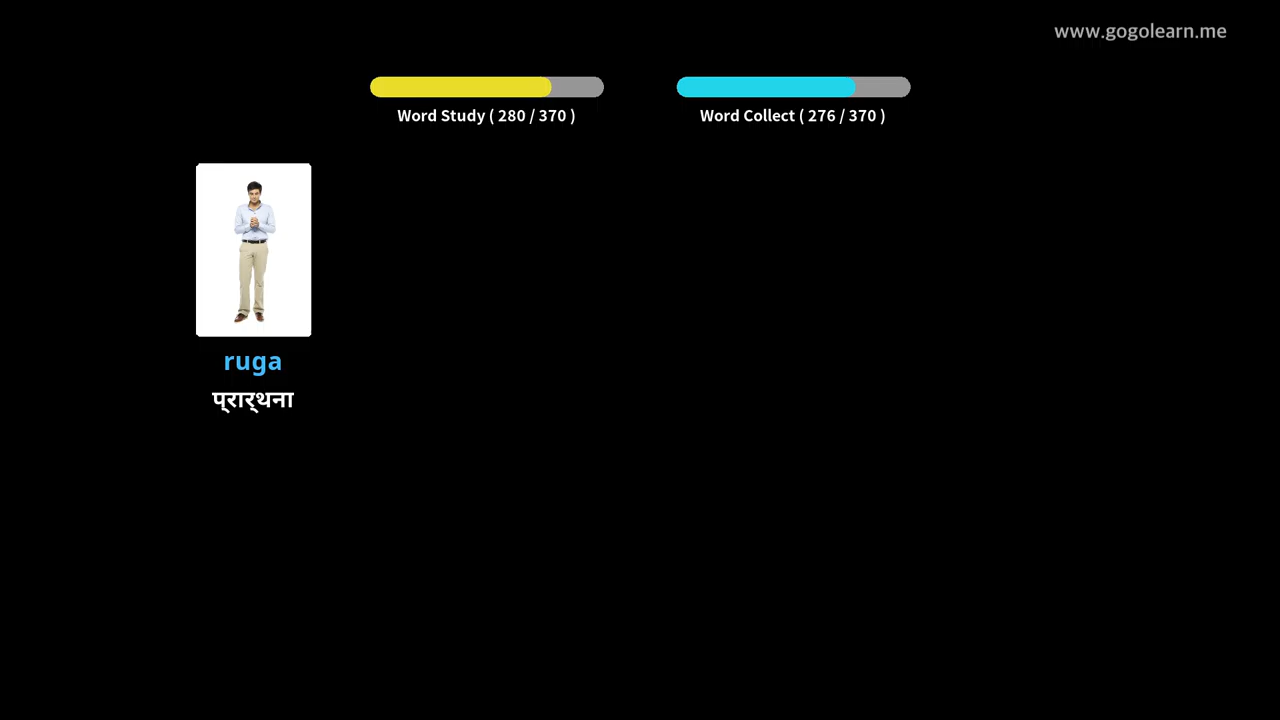 www.gogolearn.me
Word Study ( 280 / 370 )
Word Collect ( 276 / 370 )
ruga
प्रार्थना